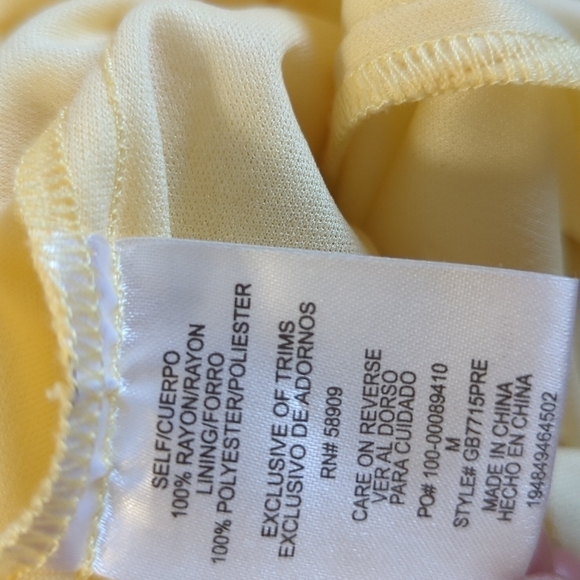 SELF/CUERPO
100% RAYON/RAYON
LINING/FORRO
100% POLYESTER/POLIESTER
EXCLUSIVE OF TRIMS
EXCLUSIVO DE ADORNOS
RN# 58909
CARE ON REVERSE
VER AL DORSO
PARA CUIDADO
PO# 100-00089410
M
STYLE# GB7715PRE
MADE IN CHINA
HECHO EN CHINA
194849464502